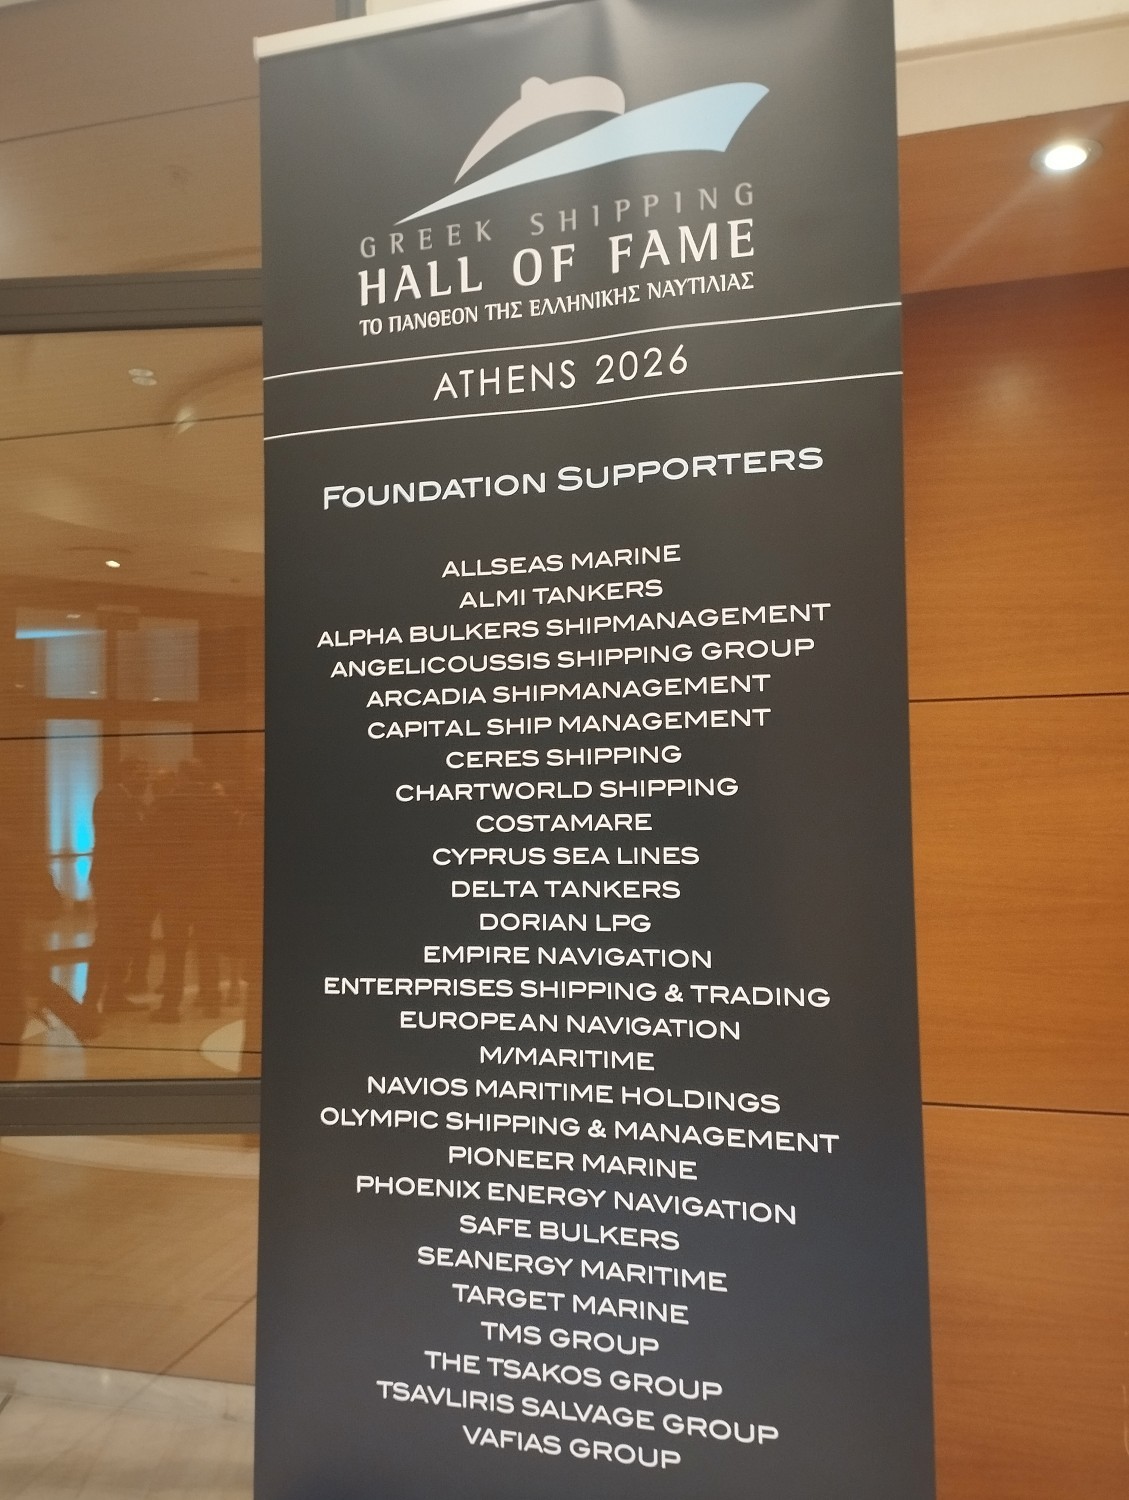 GREEK SHIPPING
HALL OF FAME
ΤΟ ΠΑΝΘΕΟΝ ΤΗΣ ΕΛΛΗΝΙΚΗΣ ΝΑΥΤΙΛΙΑΣ
ATHENS 2026
FOUNDATION SUPPORTERS
ALLSEAS MARINE
ALMI TANKERS
ALPHA BULKERS SHIPMANAGEMENT
ANGELICOUSSIS SHIPPING GROUP
ARCADIA SHIPMANAGEMENT
CAPITAL SHIP MANAGEMENT
CERES SHIPPING
CHARTWORLD SHIPPING
COSTAMARE
CYPRUS SEA LINES
DELTA TANKERS
DORIAN LPG
EMPIRE NAVIGATION
ENTERPRISES SHIPPING & TRADING
EUROPEAN NAVIGATION
M/MARITIME
NAVIOS MARITIME HOLDINGS
OLYMPIC SHIPPING & MANAGEMENT
PIONEER MARINE
PHOENIX ENERGY NAVIGATION
SAFE BULKERS
SEANERGY MARITIME
TARGET MARINE
TMS GROUP
THE TSAKOS GROUP
TSAVLIRIS SALVAGE GROUP
VAFIAS GROUP